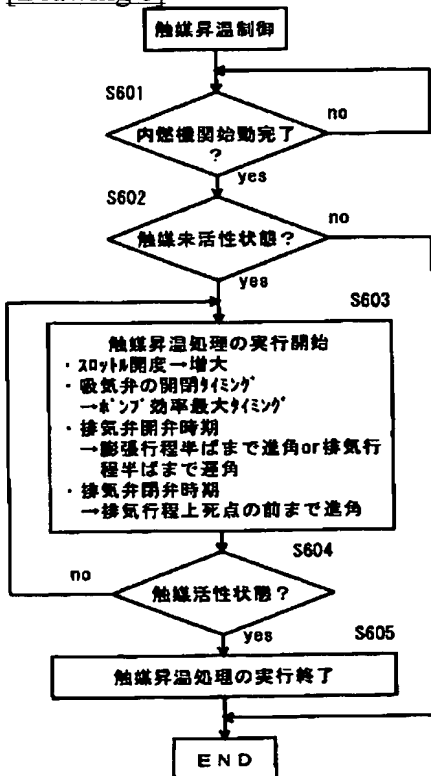 触媒昇温制御
S601
no
内燃機関始動完了
?
yes
S602
no
触媒未活性状態?
yes
S603
触媒昇温処理の実行開始
・スロットル開度→増大
・吸気弁の開閉タイミング
→ポンプ効率最大タイミング
・排気弁開弁時期
→膨張行程半ばまで進角or排気行
程半ばまで遅角
・排気弁閉弁時期
→排気行程上死点の前まで進角
S604
no
触媒活性状態?
yes
S605
触媒昇温処理の実行終了
END